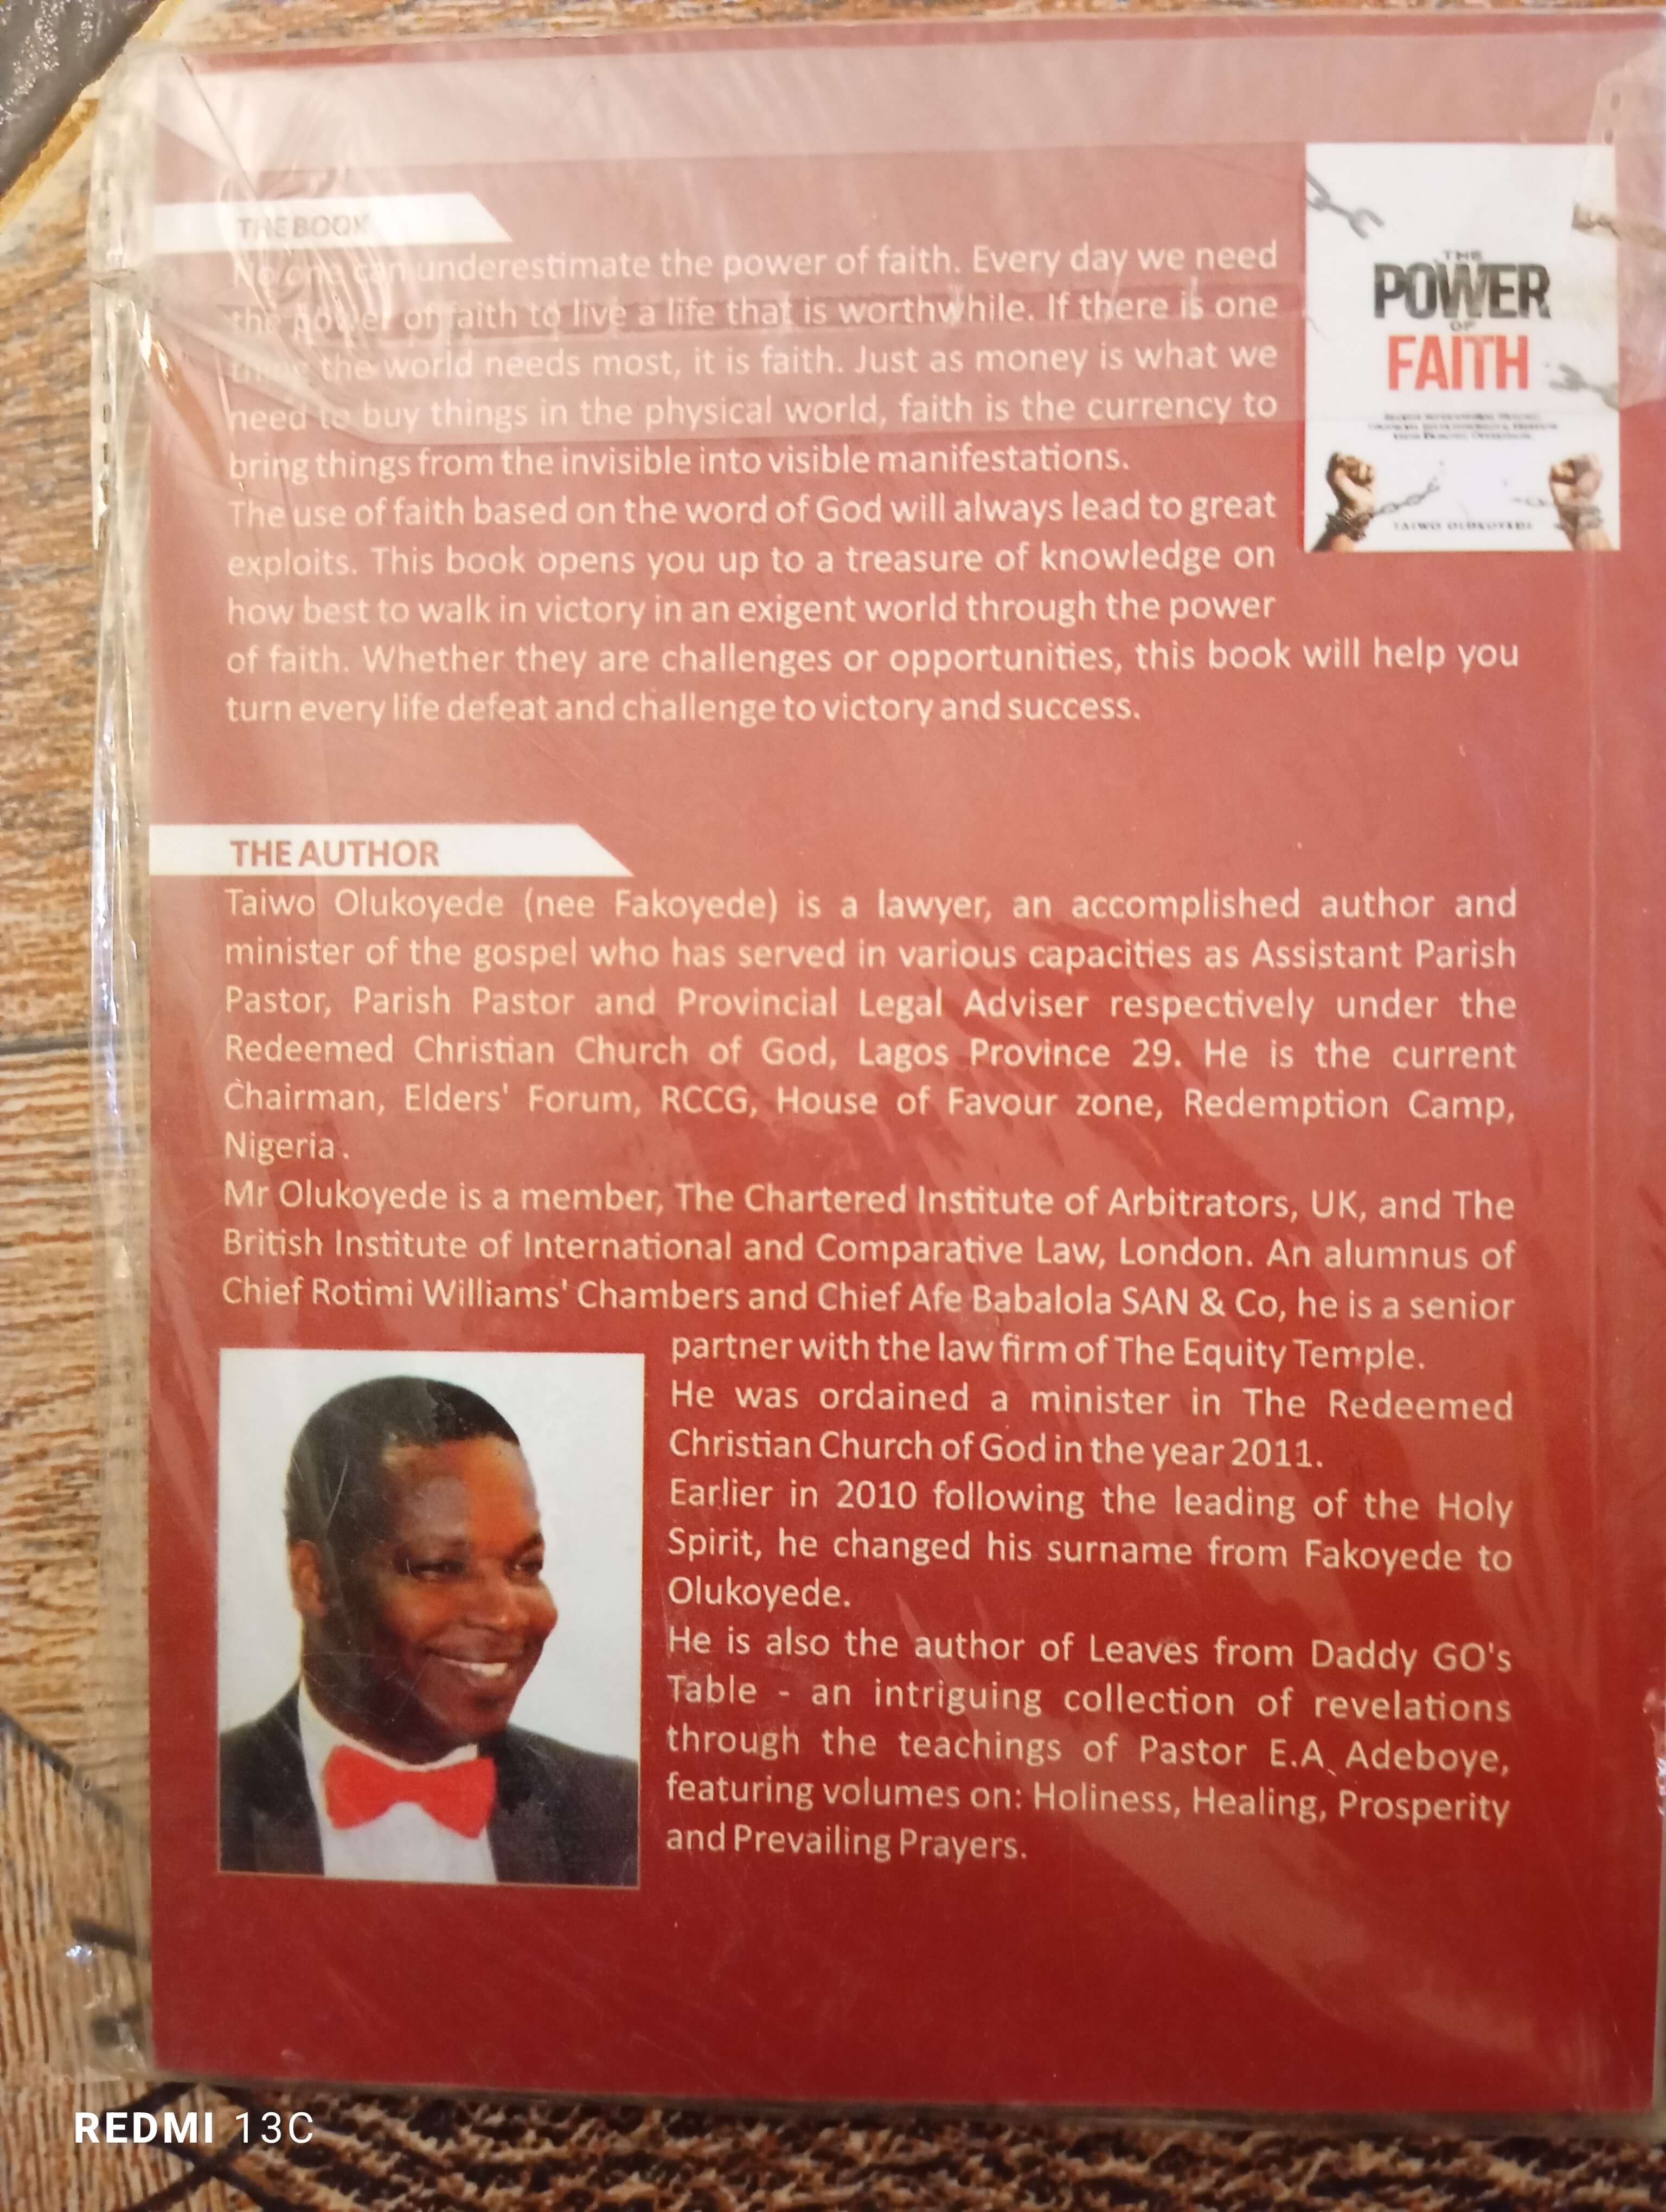 THE BOOK
No one can underestimate the power of faith. Every day we need
the power of faith to live a life that is worthwhile. If there is one
thing the world needs most, it is faith. Just as money is what we
need to buy things in the physical world, faith is the currency to
bring things from the invisible into visible manifestations.
The use of faith based on the word of God will always lead to great
exploits. This book opens you up to a treasure of knowledge on
how best to walk in victory in an exigent world through the power
of faith. Whether they are challenges or opportunities, this book will help you
turn every life defeat and challenge to victory and success.
THE
POWER
OF
FAITH
TAIWO OLUKOYEDE
THE AUTHOR
Taiwo Olukoyede (nee Fakoyede) is a lawyer, an accomplished author and
minister of the gospel who has served in various capacities as Assistant Parish
Pastor, Parish Pastor and Provincial Legal Adviser respectively under the
Redeemed Christian Church of God, Lagos Province 29. He is the current
Chairman, Elders' Forum, RCCG, House of Favour zone, Redemption Camp,
Nigeria.
Mr Olukoyede is a member, The Chartered Institute of Arbitrators, UK, and The
British Institute of International and Comparative Law, London. An alumnus of
Chief Rotimi Williams' Chambers and Chief Afe Babalola SAN & Co, he is a senior
partner with the law firm of The Equity Temple.
He was ordained a minister in The Redeemed
Christian Church of God in the year 2011.
Earlier in 2010 following the leading of the Holy
Spirit, he changed his surname from Fakoyede to
Olukoyede.
He is also the author of Leaves from Daddy GO's
Table - an intriguing collection of revelations
through the teachings of Pastor E.A. Adeboye,
featuring volumes on: Holiness, Healing, Prosperity
and Prevailing Prayers.
REDMI 13C